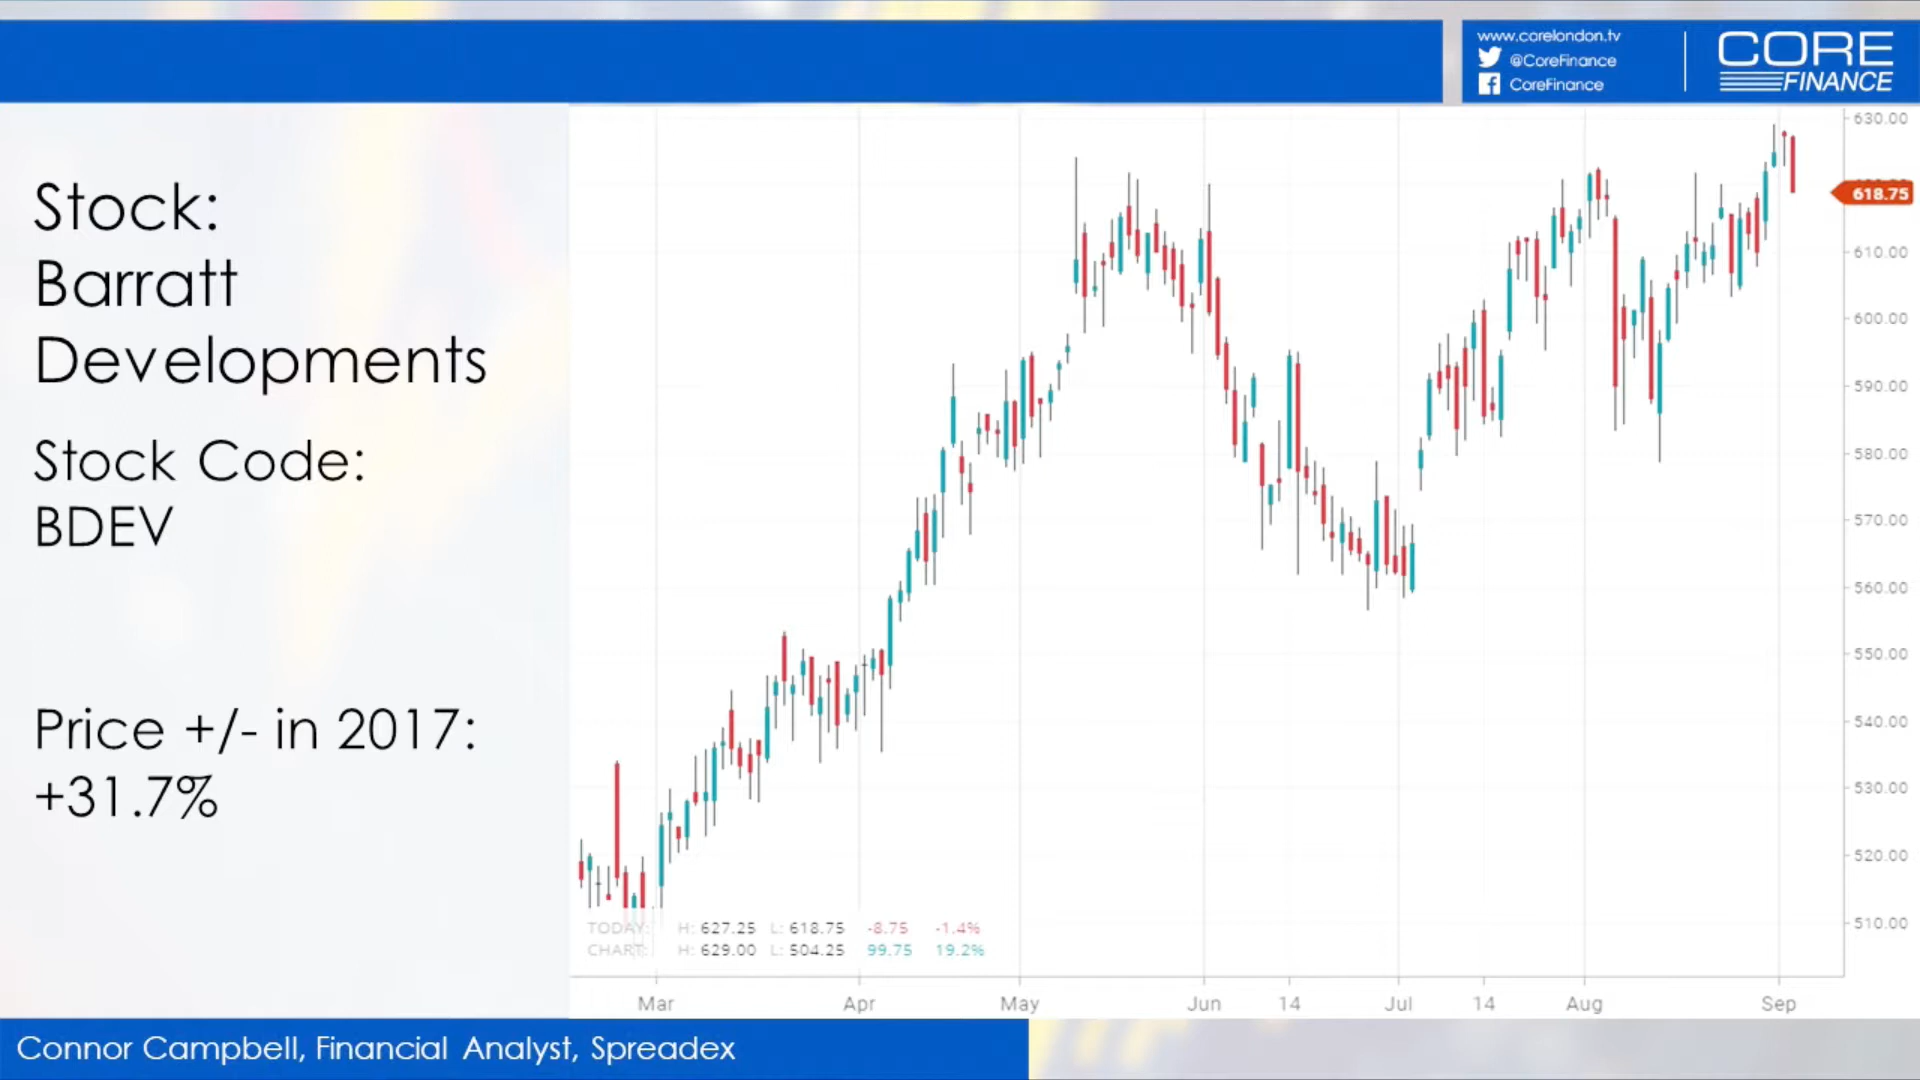 www.corelondon.tv
@CoreFinance
CoreFinance
CORE
FINANCE
Stock:
Barratt
Developments
Stock Code:
BDEV
Price +/- in 2017:
+31.7%
630.00
618.75
610.00
600.00
590.00
580.00
570.00
560.00
550.00
540.00
530.00
520.00
510.00
TODAY: H: 627.25 L: 618.75 -8.75 -1.4%
CHART: H: 629.00 L: 504.25 99.75 19.2%
Mar Apr May Jun 14 Jul 14 Aug Sep
Connor Campbell, Financial Analyst, Spreadex